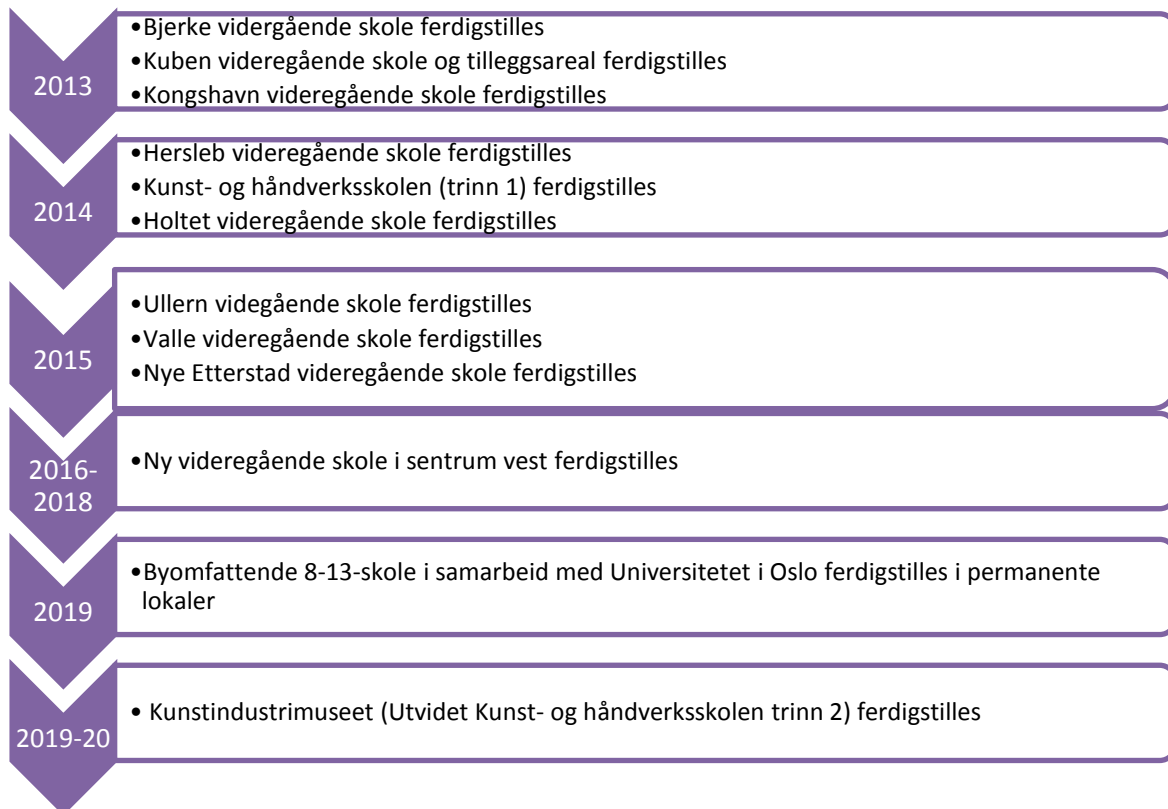 2013
•Bjerke vidergående skole ferdigstilles
•Kuben videregående skole og tilleggsareal ferdigstilles
•Kongshavn videregående skole ferdigstilles
2014
•Hersleb videregående skole ferdigstilles
•Kunst- og håndverksskolen (trinn 1) ferdigstilles
•Holtet videregående skole ferdigstilles
2015
•Ullern videgående skole ferdigstilles
•Valle videregående skole ferdigstilles
•Nye Etterstad videregående skole ferdigstilles
2016-
2018
•Ny videregående skole i sentrum vest ferdigstilles
2019
•Byomfattende 8-13-skole i samarbeid med Universitetet i Oslo ferdigstilles i permanente
lokaler
2019-20
• Kunstindustrimuseet (Utvidet Kunst- og håndverksskolen trinn 2) ferdigstilles